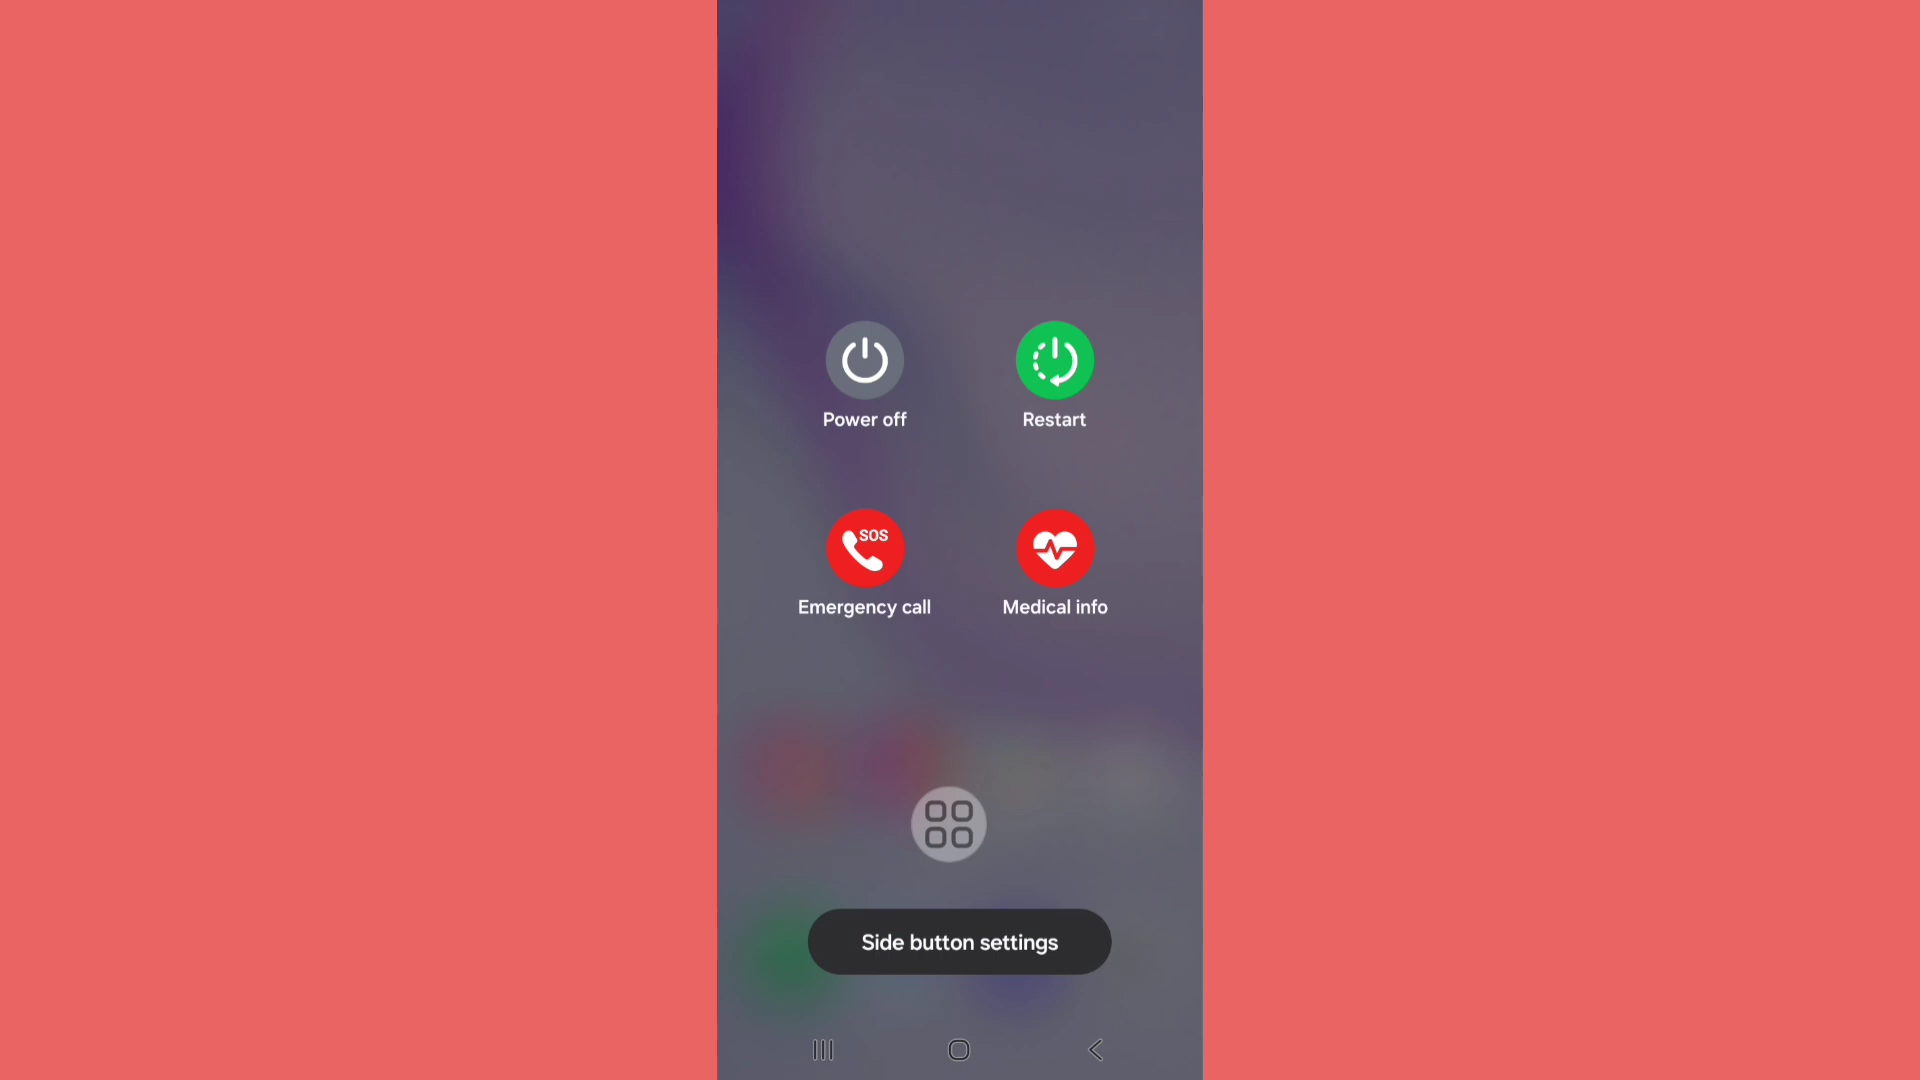 Power off
Restart
SOS
Emergency call
Medical info
Side button settings